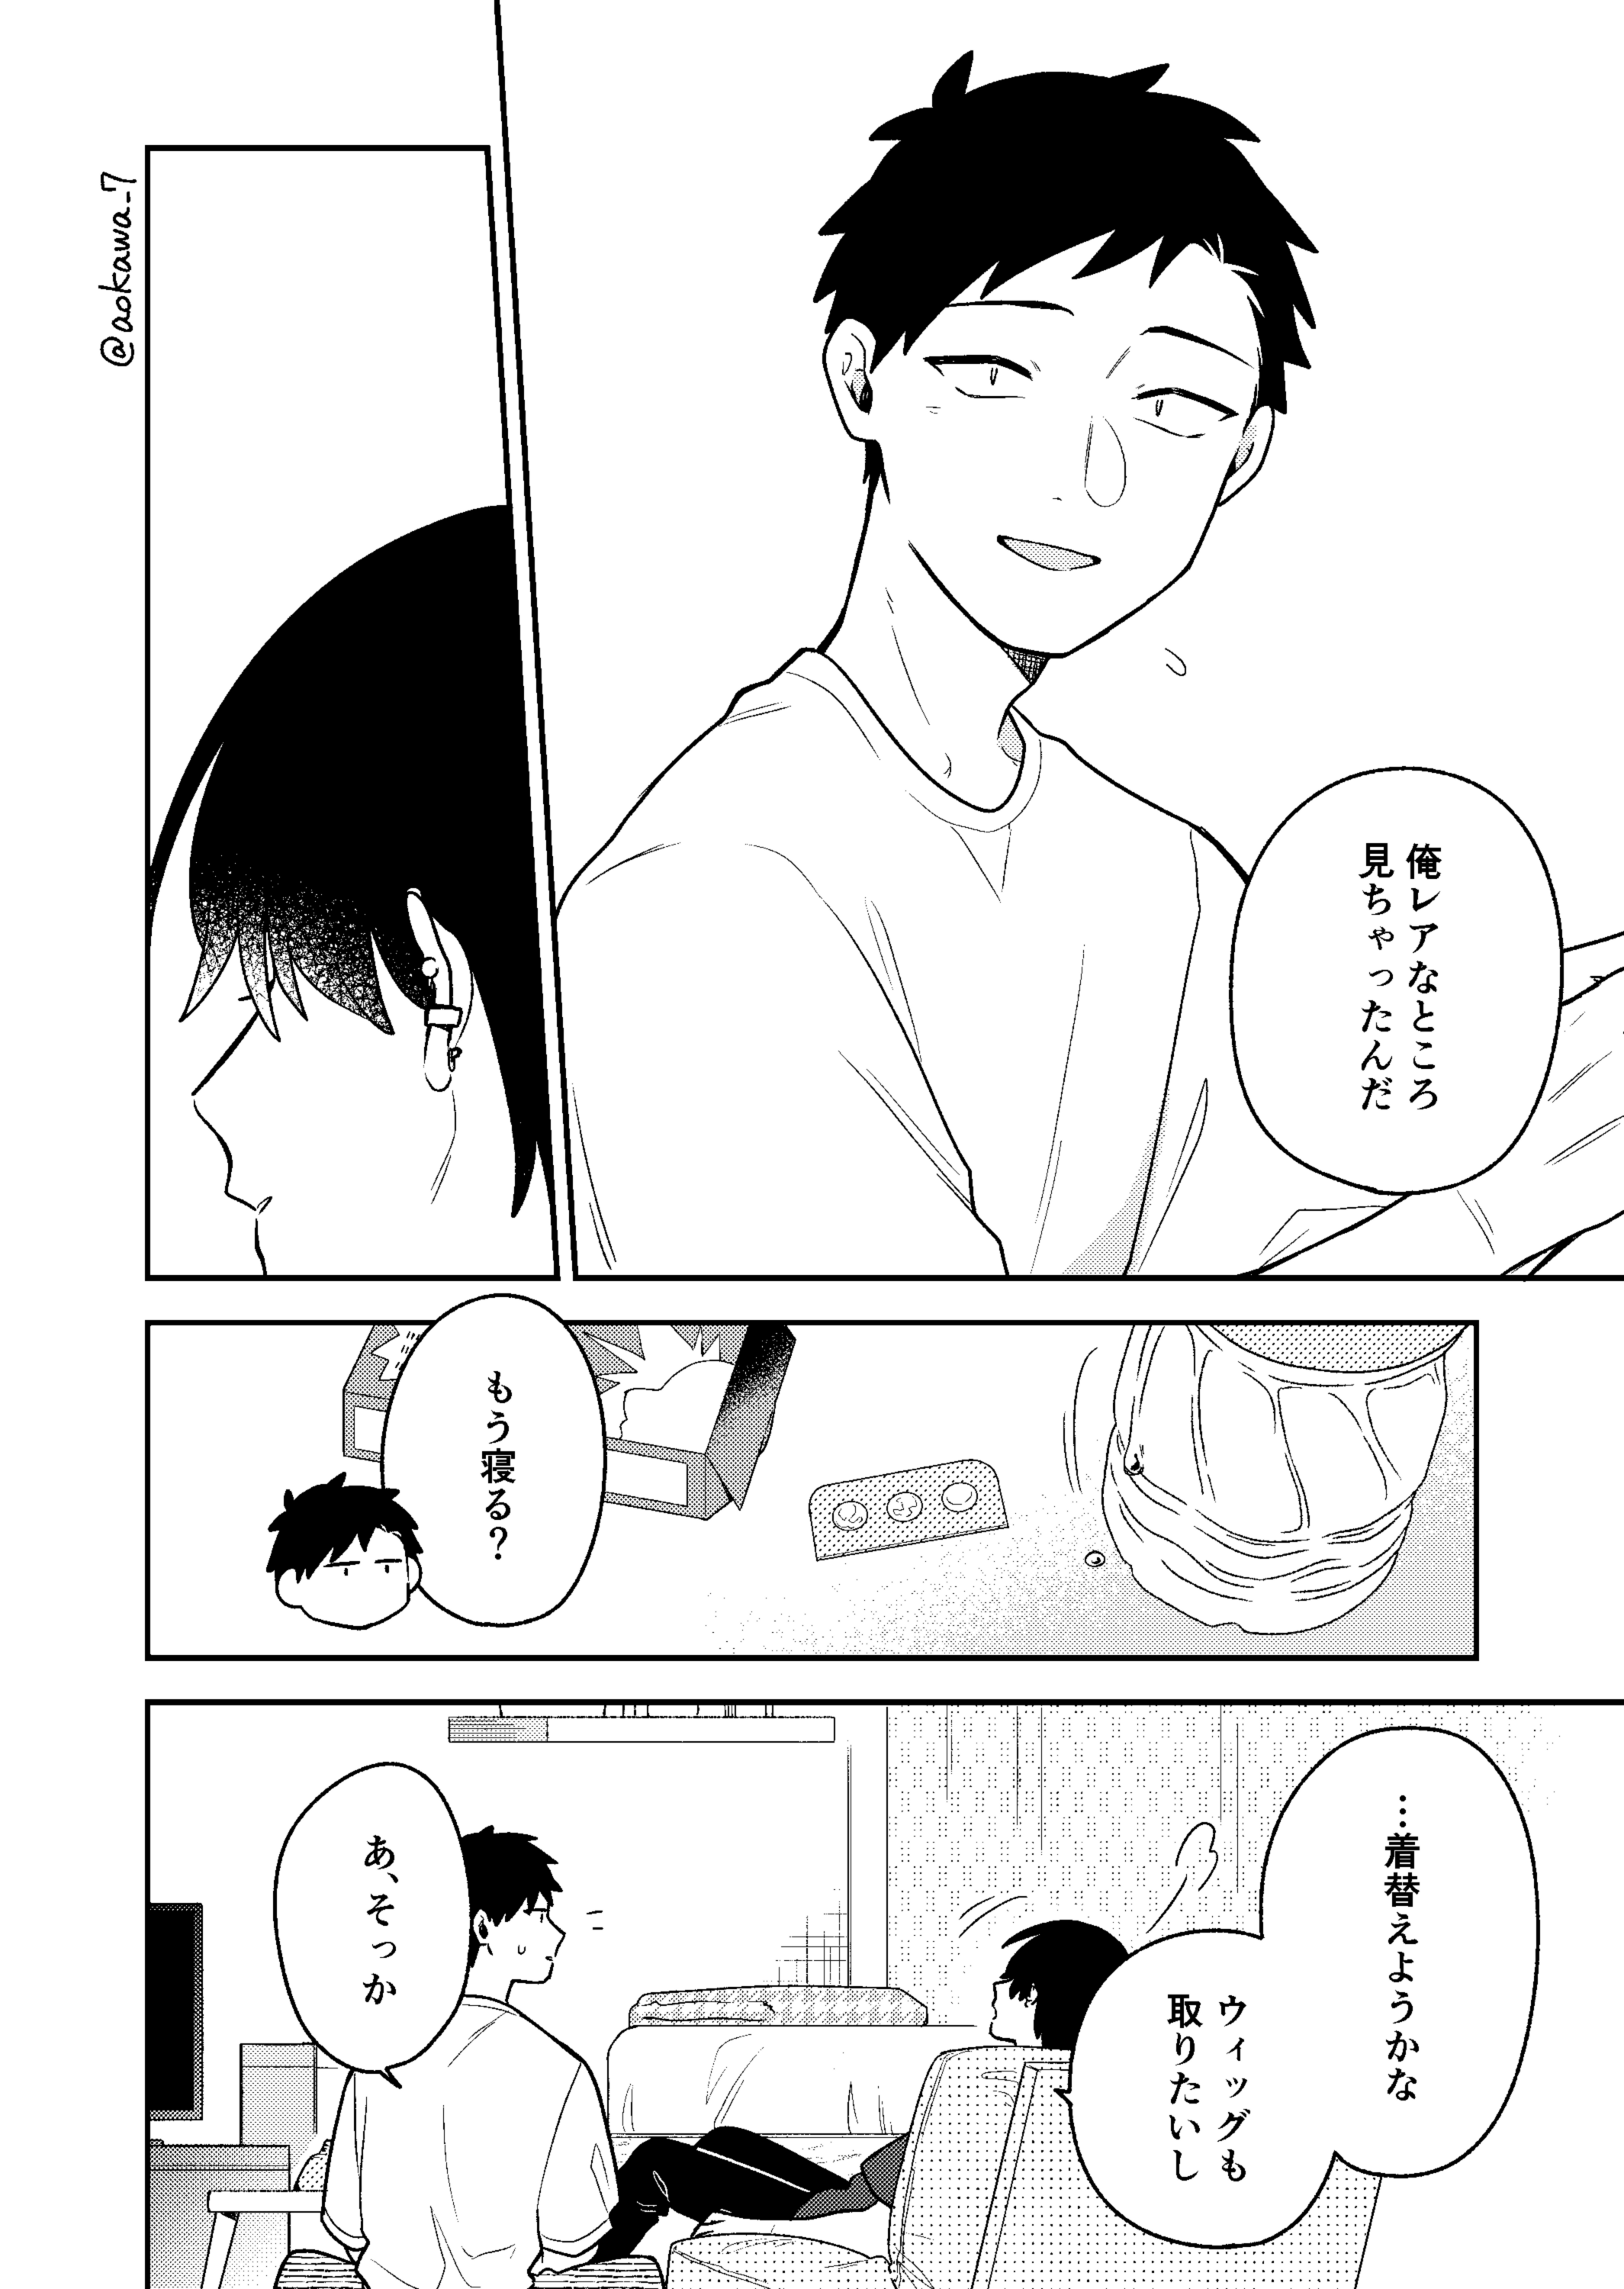 俺レアなところ
見ちゃったんだ
@aokawa_7
もう寝る?
…着替えようかな
ウィッグも
取りたいし
あ、そっか